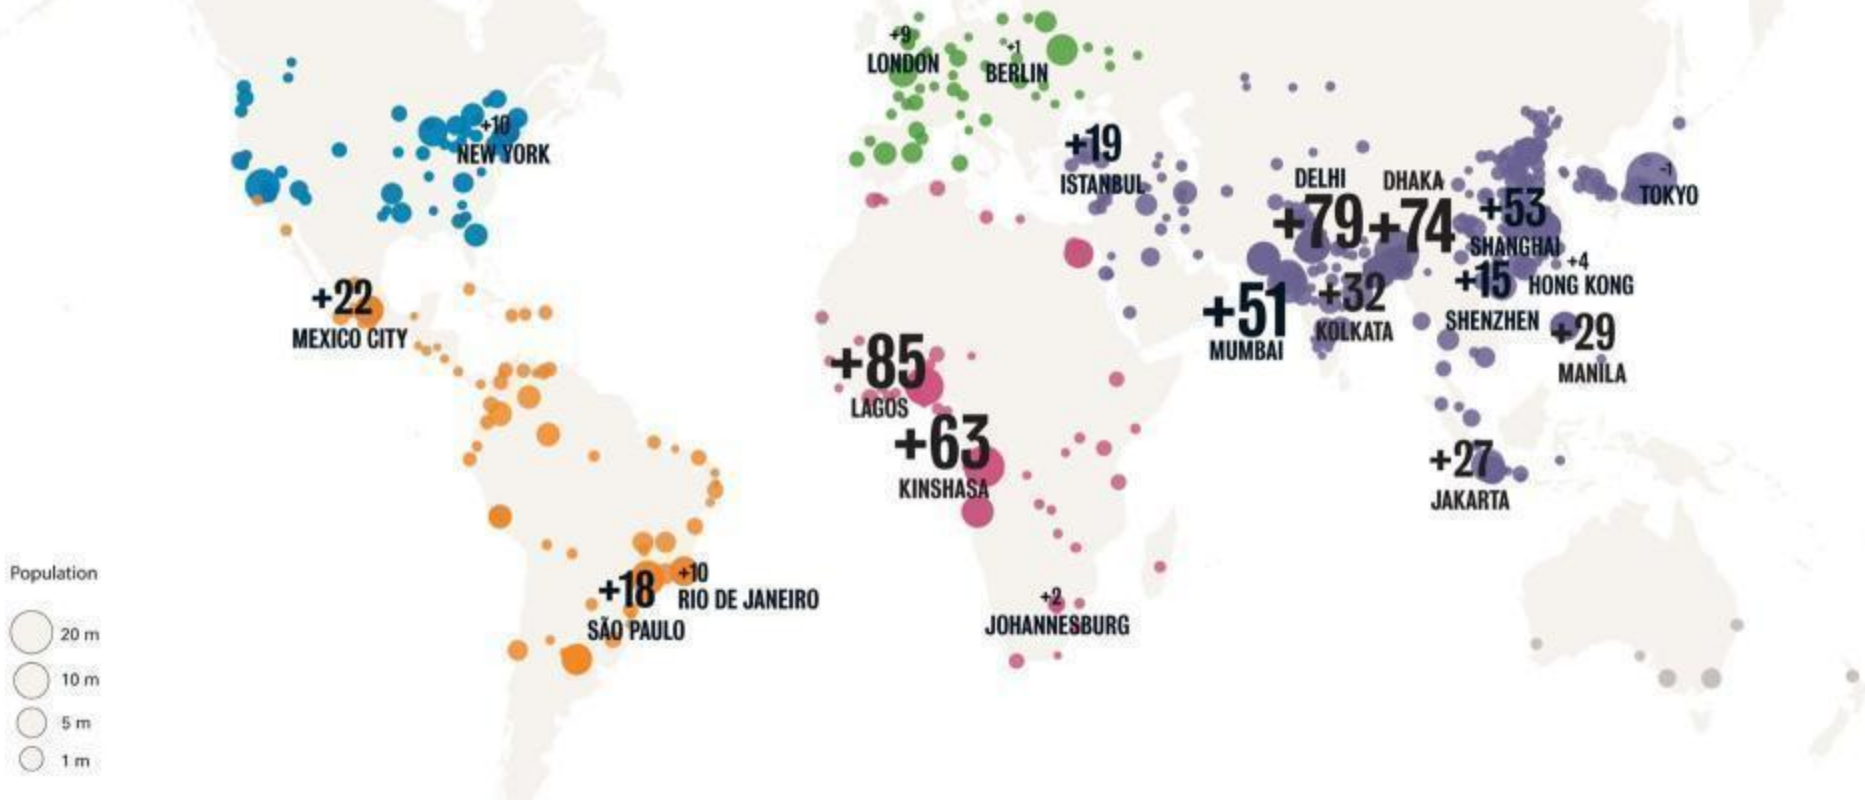 +9
LONDON
+1
BERLIN
+10
NEW YORK
+19
ISTANBUL
DELHI
+79
DHAKA
+74
+53
SHANGHAI
-1
TOKYO
+4
HONG KONG
+15
SHENZHEN
+22
MEXICO CITY
+51
MUMBAI
+32
KOLKATA
+29
MANILA
+85
LAGOS
+63
KINSHASA
+27
JAKARTA
+18
SÃO PAULO
+10
RIO DE JANEIRO
+2
JOHANNESBURG
Population
20 m
10 m
5 m
1 m